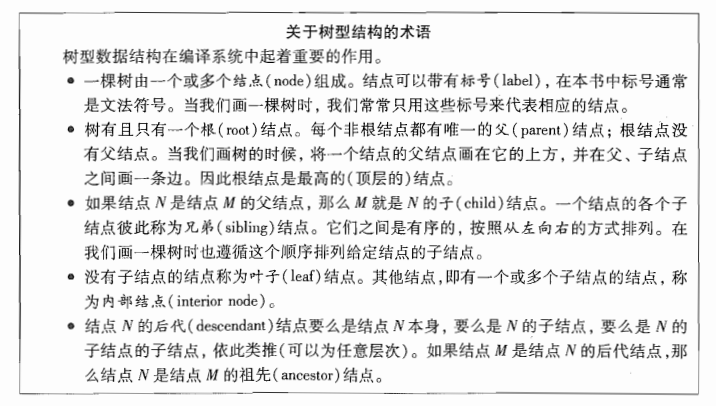 关于树型结构的术语
树型数据结构在编译系统中起着重要的作用。
● 一棵树由一个或多个结点(node)组成。结点可以带有标号(label)，在本书中标号通常
是文法符号。当我们画一棵树时，我们常常只用这些标号来代表相应的结点。
● 树有且只有一个根(root)结点。每个非根结点都有唯一的父(parent)结点；根结点没
有父结点。当我们画树的时候，将一个结点的父结点画在它的上方，并在父、子结点
之间画一条边。因此根结点是最高的(顶层的)结点。
● 如果结点 N 是结点 M 的父结点，那么 M 就是 N 的子(child)结点。一个结点的各个子
结点彼此称为兄弟(sibling)结点。它们之间是有序的，按照从左向右的方式排列。在
我们画一棵树时也遵循这个顺序排列给定结点的子结点。
● 没有子结点的结点称为叶子(leaf)结点。其他结点，即有一个或多个子结点的结点，称
为内部结点(interior node)。
● 结点 N 的后代(descendant)结点要么是结点 N 本身，要么是 N 的子结点，要么是 N 的
子结点的子结点，依此类推(可以为任意层次)。如果结点 M 是结点 N 的后代结点,那
么结点 N 是结点 M 的祖先(ancestor)结点。